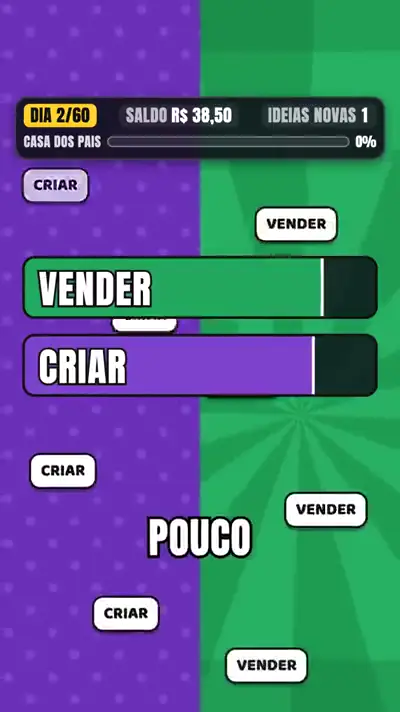 DIA 2/60 SALDO R$ 38,50 IDEIAS NOVAS 1
CASA DOS PAIS 0%
CRIAR
VENDER
VENDER
CRIAR
CRIAR
VENDER
POUCO
CRIAR
VENDER